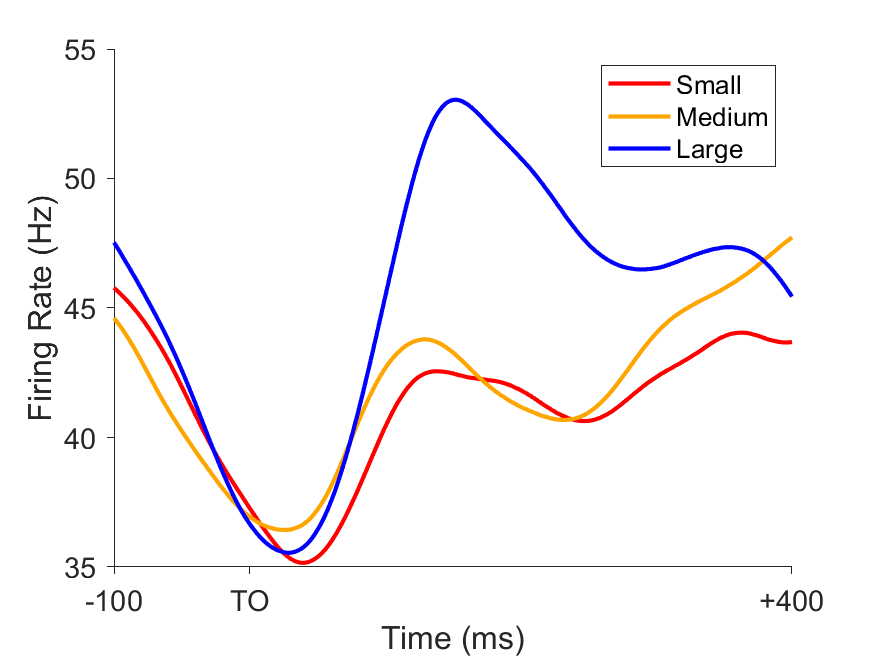 55
50
45
40
35
Firing Rate (Hz)
Small
Medium
Large
-100
TO
+400
Time (ms)